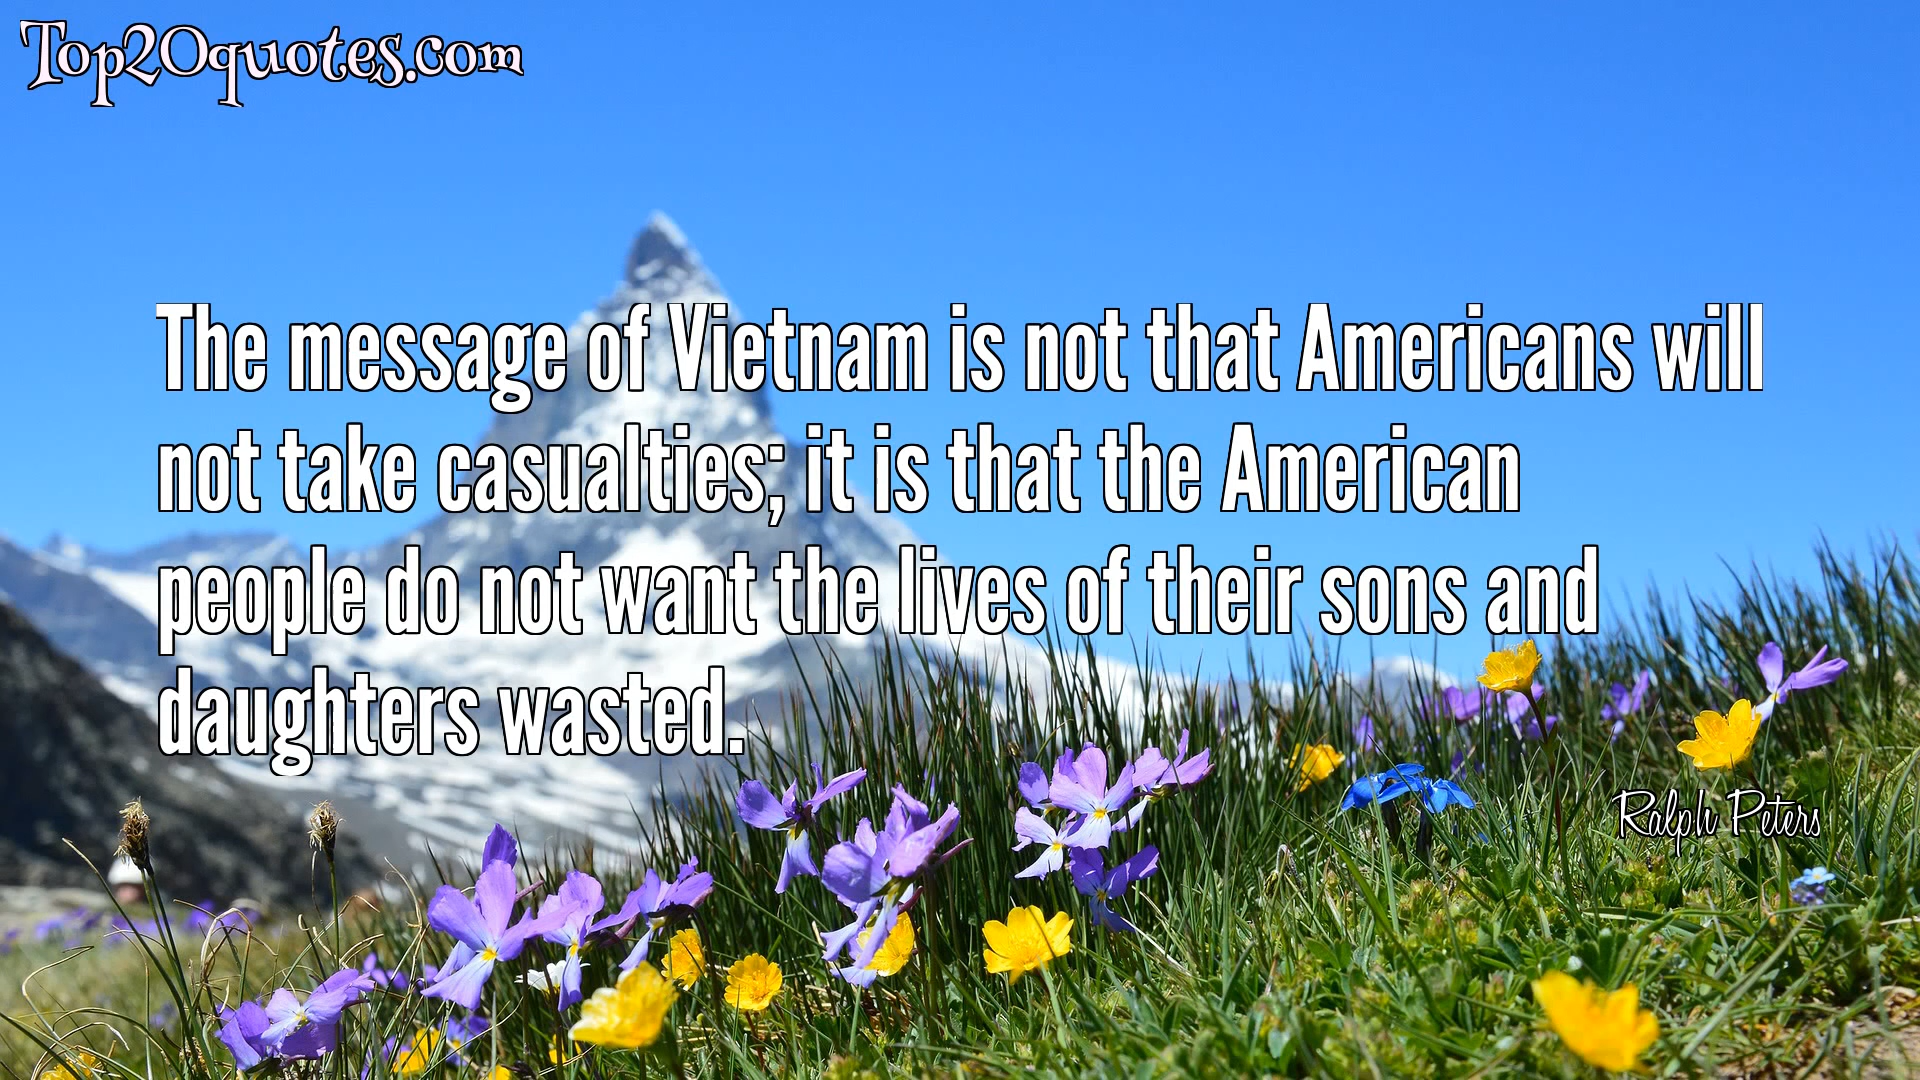 Top20quotes.com
The message of Vietnam is not that Americans will
not take casualties; it is that the American
people do not want the lives of their sons and
daughters wasted.
Ralph Peters